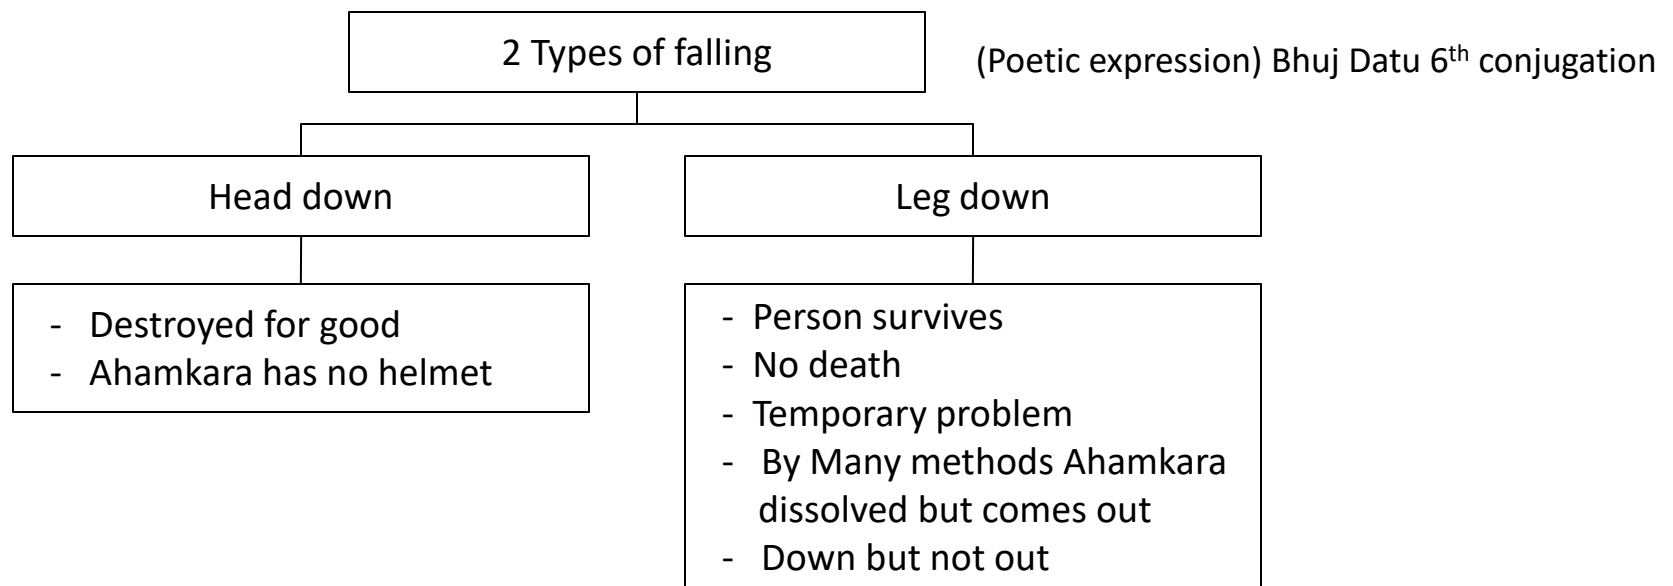 2 Types of falling
(Poetic expression) Bhuj Datu 6th conjugation
Head down
Leg down
- Destroyed for good
- Ahamkara has no helmet
- Person survives
- No death
- Temporary problem
- By Many methods Ahamkara
dissolved but comes out
- Down but not out